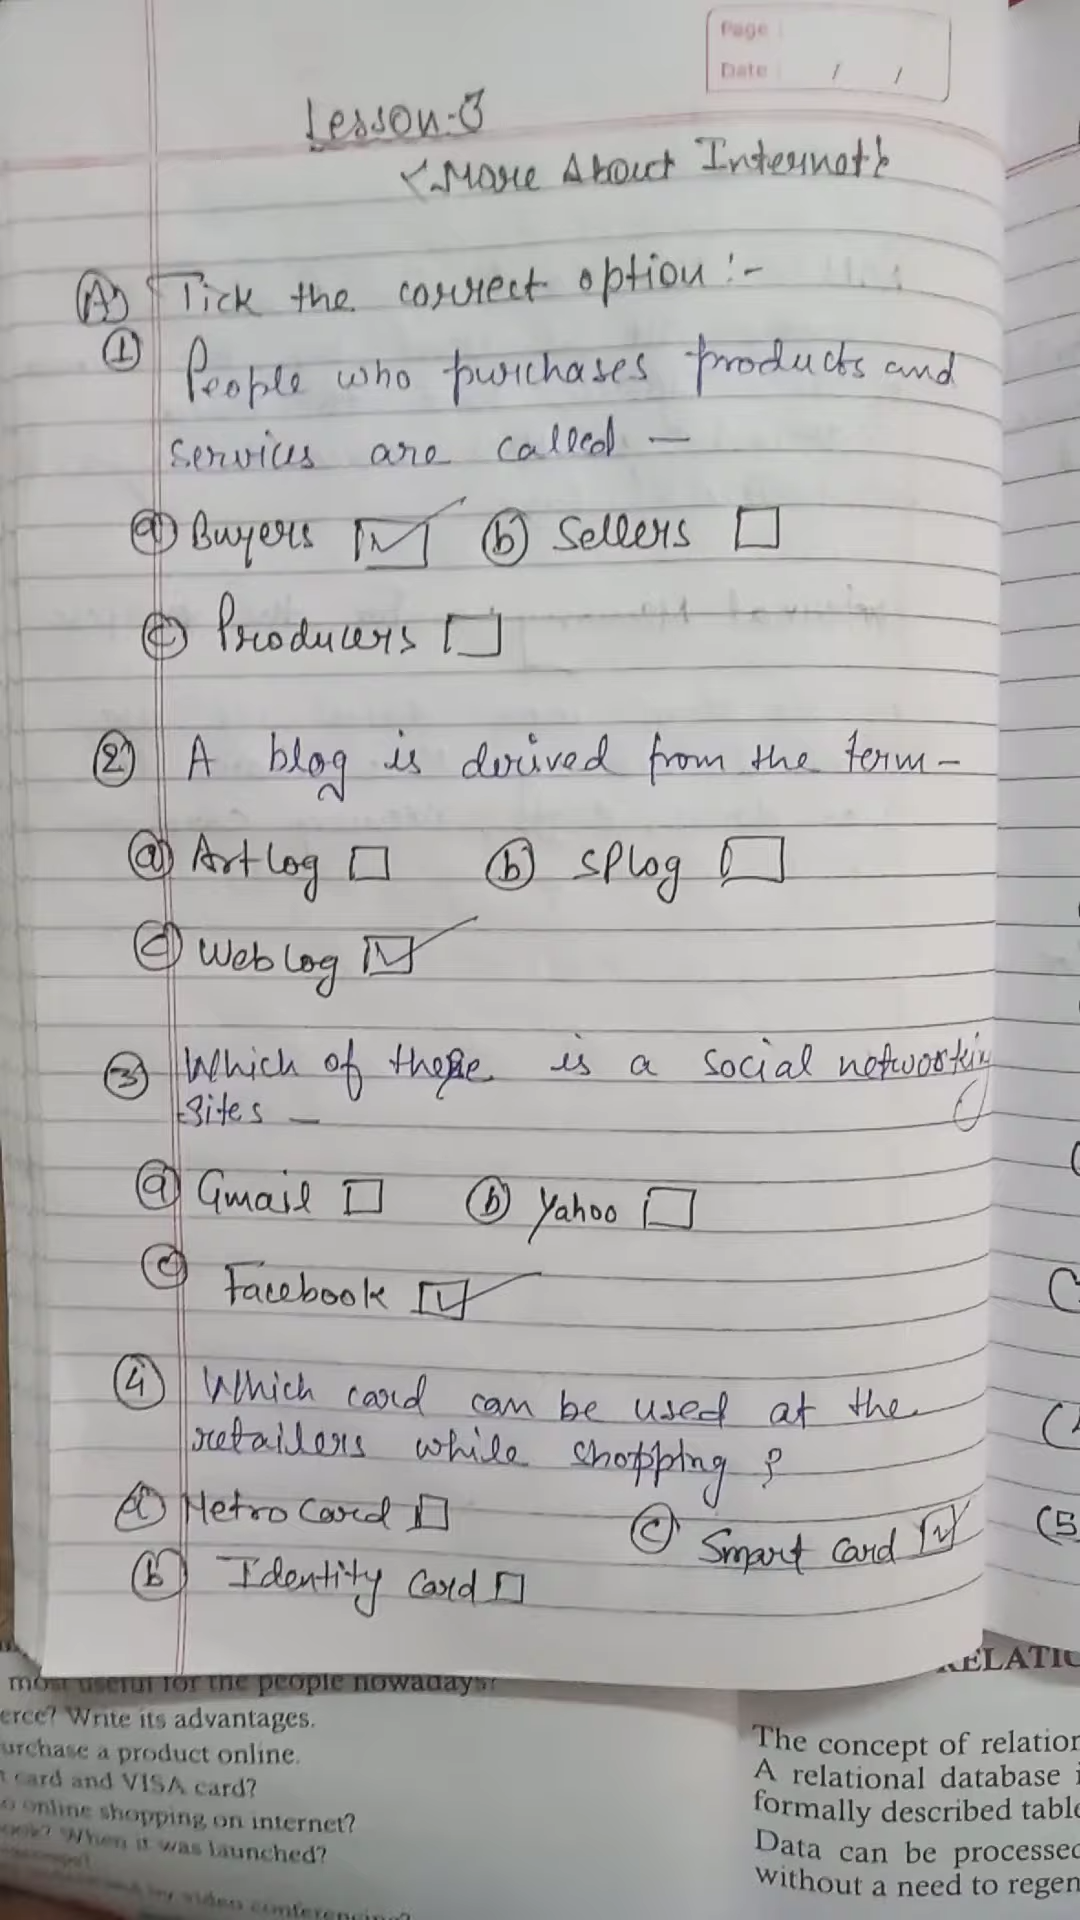 Page :
Date : / /
Lesson-3
<More About Internet>
(A) Tick the correct option :-
(1) People who purchases products and
services are called —
(a) Buyers ☑ (b) Sellers ☐
(c) Producers ☐
(2) A blog is derived from the term —
(a) Artlog ☐ (b) SPlog ☐
(c) Weblog ☑
(3) Which of these is a social networking
sites —
(a) Gmail ☐ (b) Yahoo ☐
(c) Facebook ☑
(4) Which card can be used at the
retailers while shopping ?
(a) Metro Card ☐ (c) Smart Card ☑
(b) Identity Card ☐
(5
most useful for the people nowadays?
erce? Write its advantages.
urchase a product online.
card and VISA card?
online shopping on internet?
When it was launched?
video
RELATIO
The concept of relation
A relational database i
formally described table
Data can be processed
without a need to regen